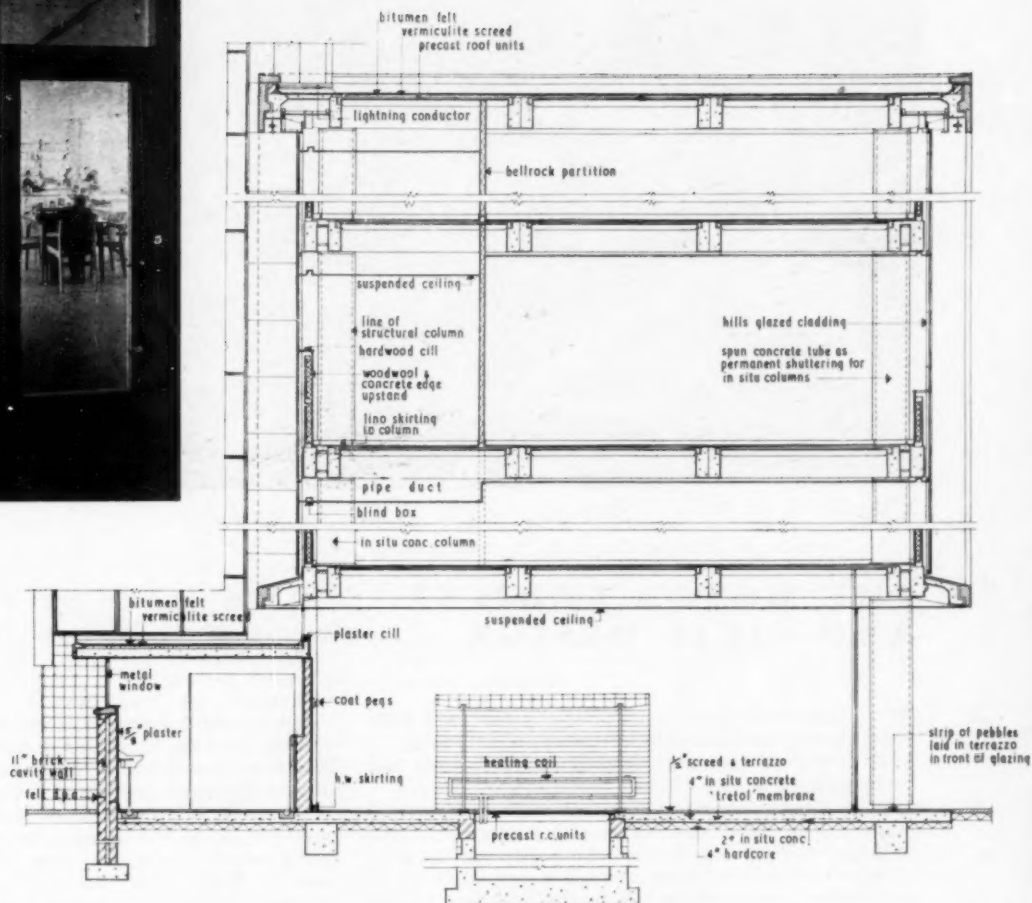 bitumen felt
vermiculite screed
precast roof units
lightning conductor
bellrock partition
suspended ceiling
line of
structural column
hardwood cill
woodwool &
concrete edge
upstand
lino skirting
to column
hills glazed cladding
spun concrete tube as
permanent shuttering for
in situ columns
pipe duct
blind box
in situ conc. column
bitumen felt
vermiculite screed
suspended ceiling
plaster cill
metal
window
coat pegs
5/8" plaster
11" brick
cavity wall
felt d.p.c.
h.w. skirting
heating coil
precast r.c. units
screed & terrazzo
4" in situ concrete
'tretol' membrane
2" in situ conc.
4" hardcore
strip of pebbles
laid in terrazzo
in front of glazing